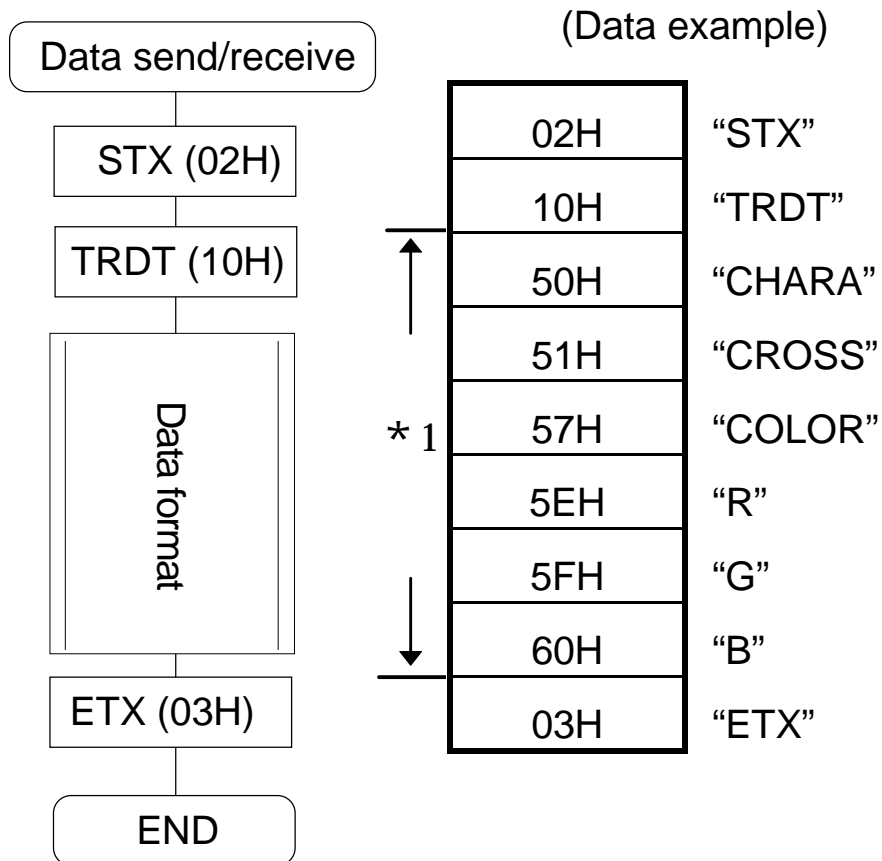 (Data example)
Data send/receive
STX (02H)
TRDT (10H)
Data format
ETX (03H)
END
* 1
02H “STX”
10H “TRDT”
50H “CHARA”
51H “CROSS”
57H “COLOR”
5EH “R”
5FH “G”
60H “B”
03H “ETX”